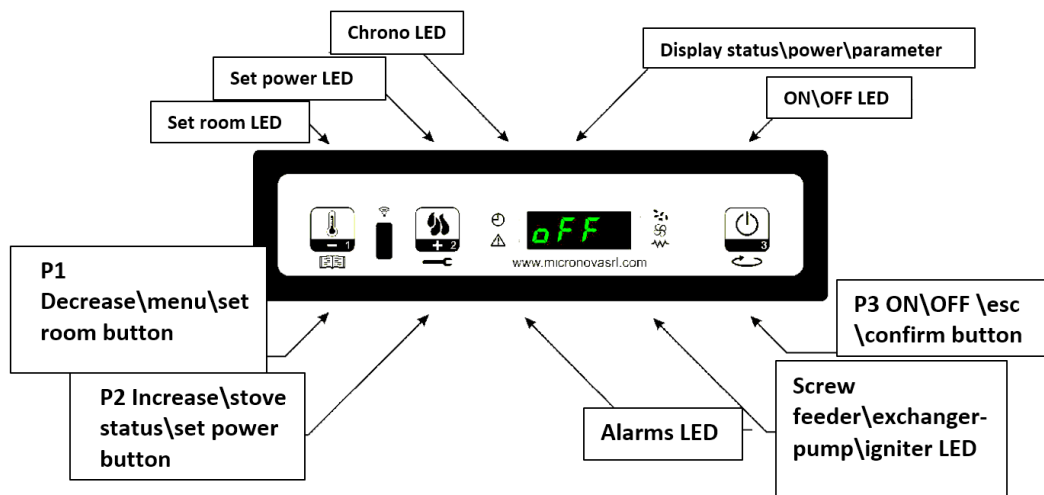 Chrono LED
Display status\power\parameter
Set power LED
ON\OFF LED
Set room LED
- 1
+ 2
oFF
3
www.micronovasrl.com
P1
Decrease\menu\set
room button
P3 ON\OFF \esc
\confirm button
P2 Increase\stove
status\set power
button
Alarms LED
Screw
feeder\exchanger-
pump\igniter LED